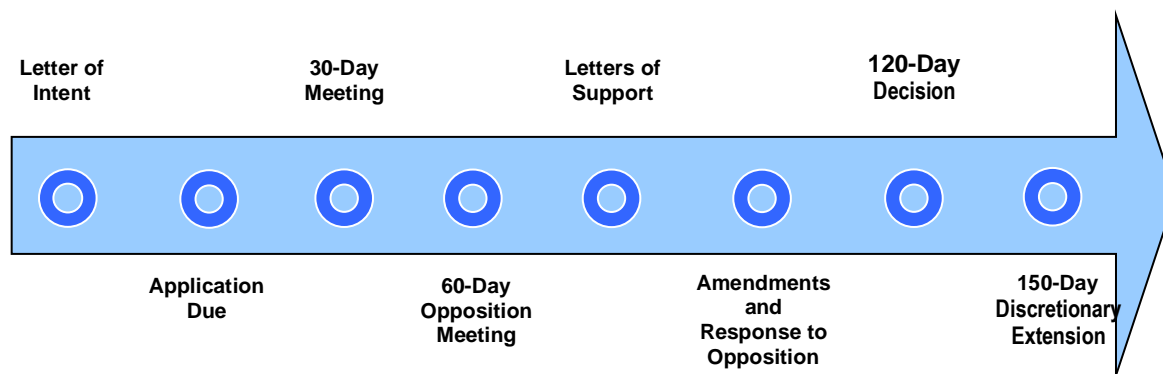 Letter of
Intent
30-Day
Meeting
Letters of
Support
120-Day
Decision
Application
Due
60-Day
Opposition
Meeting
Amendments
and
Response to
Opposition
150-Day
Discretionary
Extension